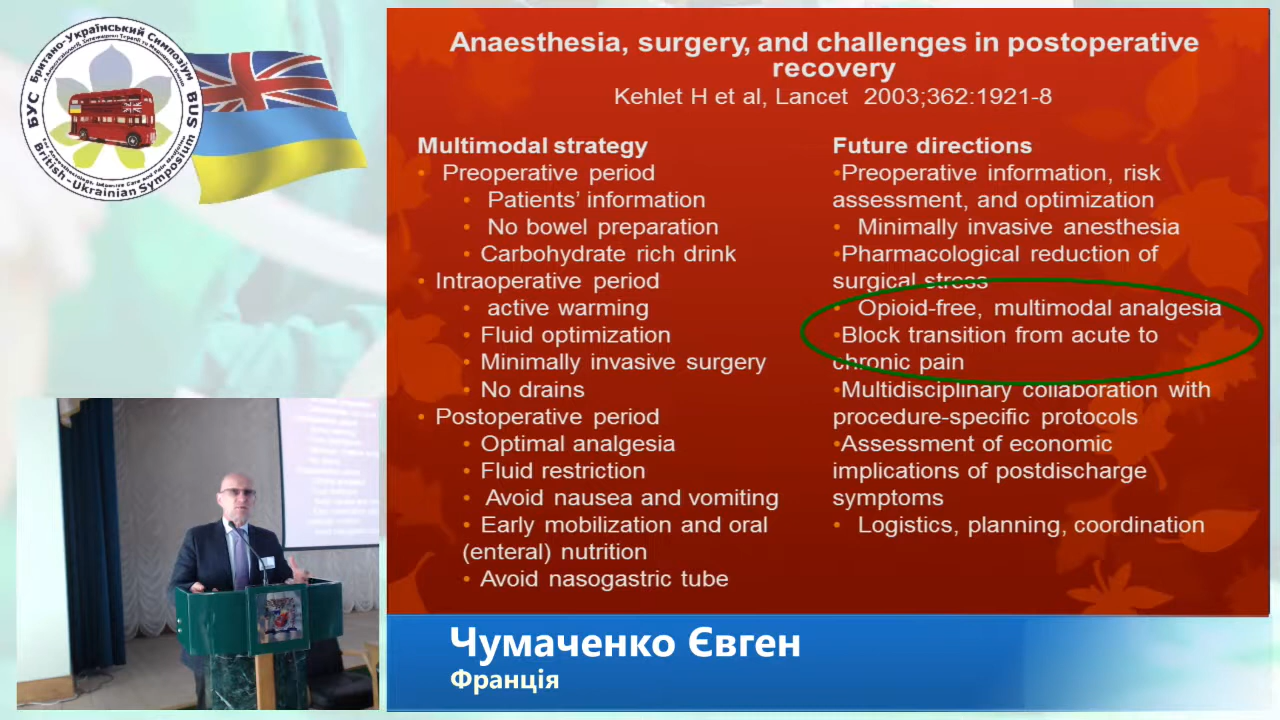 Британо-Український Симпозіум
БУС
BUS
British-Ukrainian Symposium
Anaesthesia, surgery, and challenges in postoperative
recovery
Kehlet H et al, Lancet 2003;362:1921-8
Multimodal strategy
• Preoperative period
• Patients’ information
• No bowel preparation
• Carbohydrate rich drink
• Intraoperative period
• active warming
• Fluid optimization
• Minimally invasive surgery
• No drains
• Postoperative period
• Optimal analgesia
• Fluid restriction
• Avoid nausea and vomiting
• Early mobilization and oral
(enteral) nutrition
• Avoid nasogastric tube
Future directions
•Preoperative information, risk
assessment, and optimization
• Minimally invasive anesthesia
•Pharmacological reduction of
surgical stress
• Opioid-free, multimodal analgesia
•Block transition from acute to
chronic pain
•Multidisciplinary collaboration with
procedure-specific protocols
•Assessment of economic
implications of postdischarge
symptoms
• Logistics, planning, coordination
Чумаченко Євген
Франція